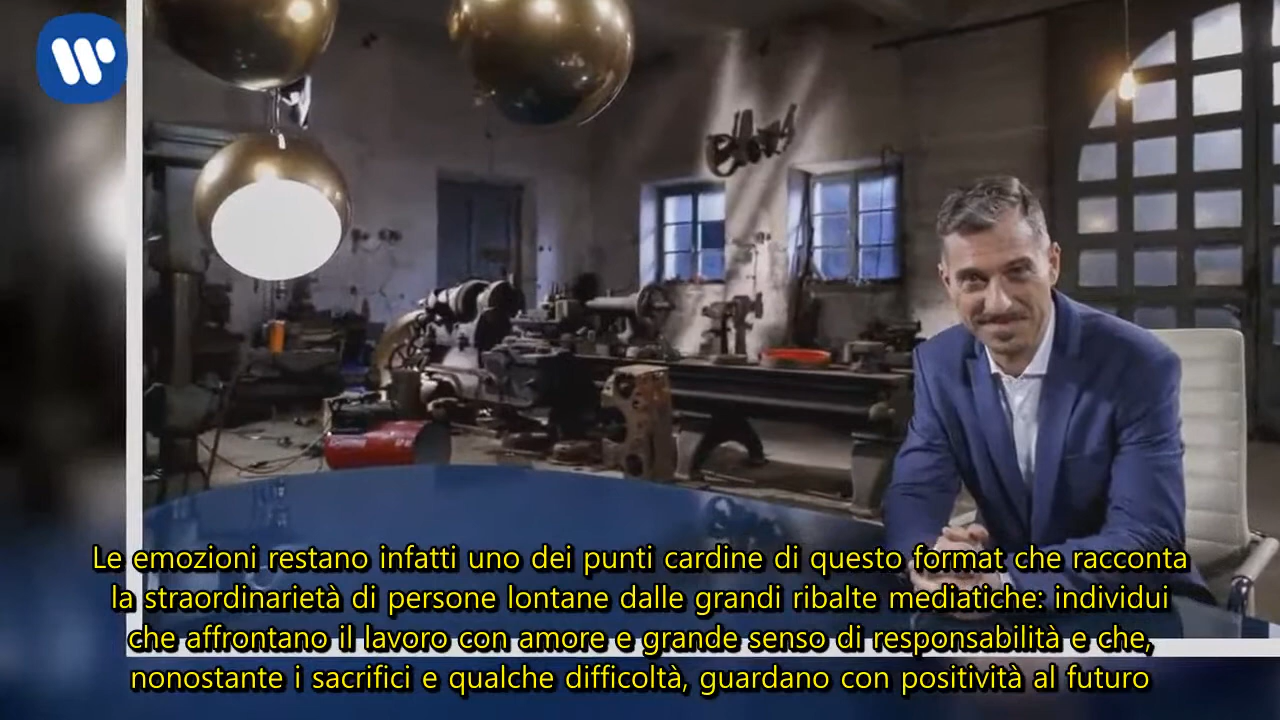 Le emozioni restano infatti uno dei punti cardine di questo format che racconta
la straordinarietà di persone lontane dalle grandi ribalte mediatiche: individui
che affrontano il lavoro con amore e grande senso di responsabilità e che,
nonostante i sacrifici e qualche difficoltà, guardano con positività al futuro